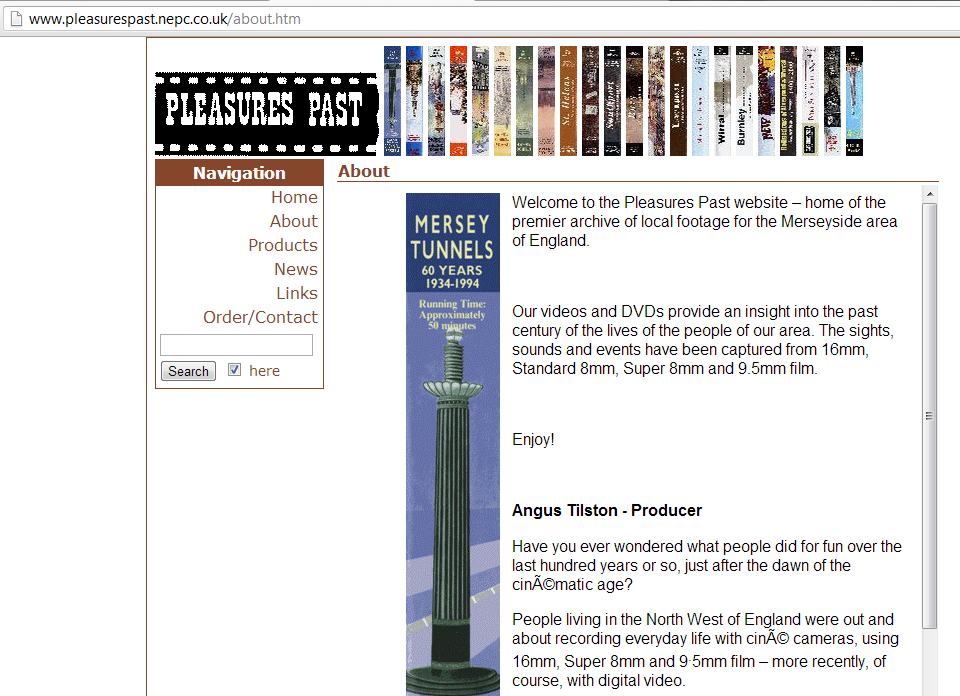 www.pleasurespast.nepc.co.uk/about.htm
PLEASURES PAST
St. Helens
Southport
Liverpool
Wirral
Burnley
Navigation
Home
About
Products
News
Links
Order/Contact
Search
here
About
MERSEY
TUNNELS
60 YEARS
1934-1994
Running Time:
Approximately
50 minutes
Welcome to the Pleasures Past website – home of the
premier archive of local footage for the Merseyside area
of England.
Our videos and DVDs provide an insight into the past
century of the lives of the people of our area. The sights,
sounds and events have been captured from 16mm,
Standard 8mm, Super 8mm and 9.5mm film.
Enjoy!
Angus Tilston - Producer
Have you ever wondered what people did for fun over the
last hundred years or so, just after the dawn of the
cinÃ©matic age?
People living in the North West of England were out and
about recording everyday life with cinÃ© cameras, using
16mm, Super 8mm and 9·5mm film – more recently, of
course, with digital video.